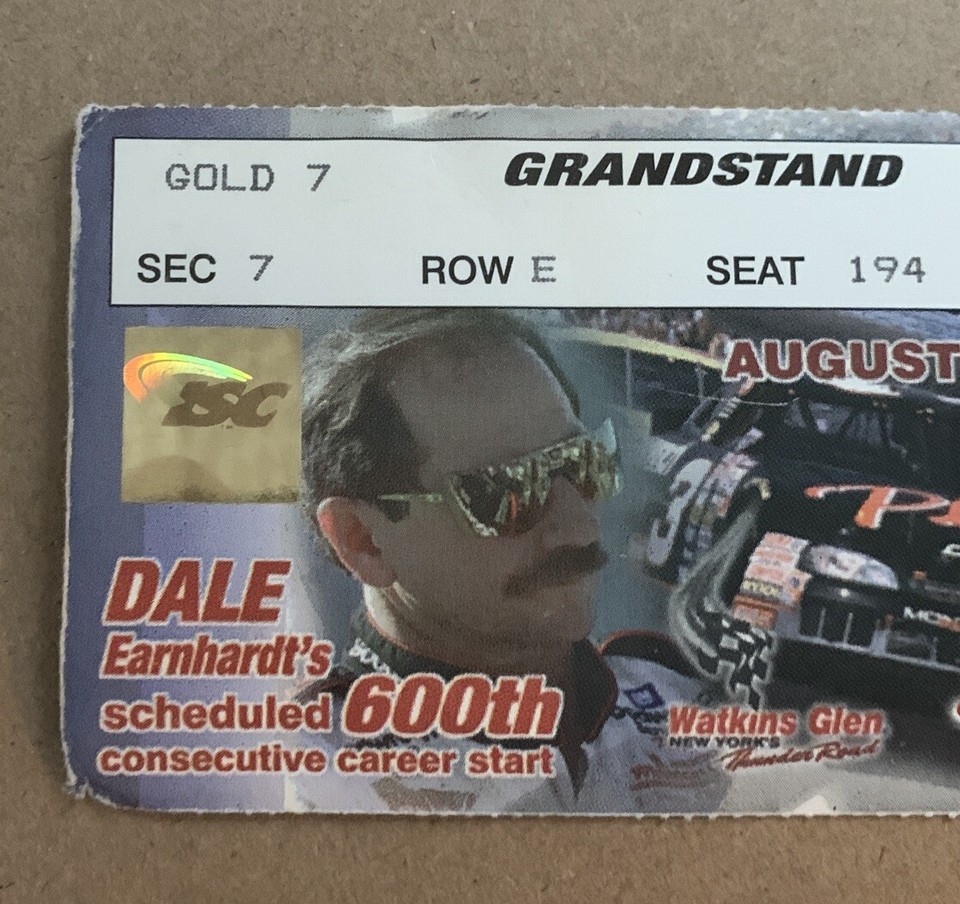 GOLD 7 GRANDSTAND
SEC 7 ROW E SEAT 194
AUGUST
ISC
3
DALE
Earnhardt's
scheduled 600th
consecutive career start
Watkins Glen
NEW YORK'S
Thunder Road